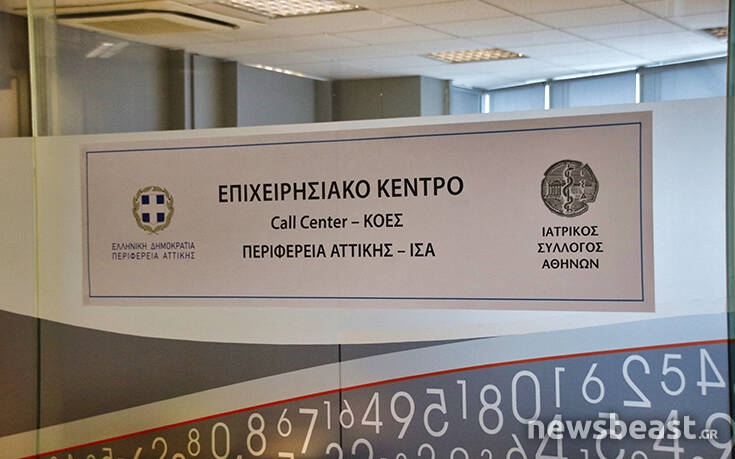 ΕΠΙΧΕΙΡΗΣΙΑΚΟ ΚΕΝΤΡΟ
Call Center – ΚΟΕΣ
ΠΕΡΙΦΕΡΕΙΑ ΑΤΤΙΚΗΣ – ΙΣΑ
ΕΛΛΗΝΙΚΗ ΔΗΜΟΚΡΑΤΙΑ
ΠΕΡΙΦΕΡΕΙΑ ΑΤΤΙΚΗΣ
ΙΑΤΡΙΚΟΣ
ΣΥΛΛΟΓΟΣ
ΑΘΗΝΩΝ
newsbeast.GR